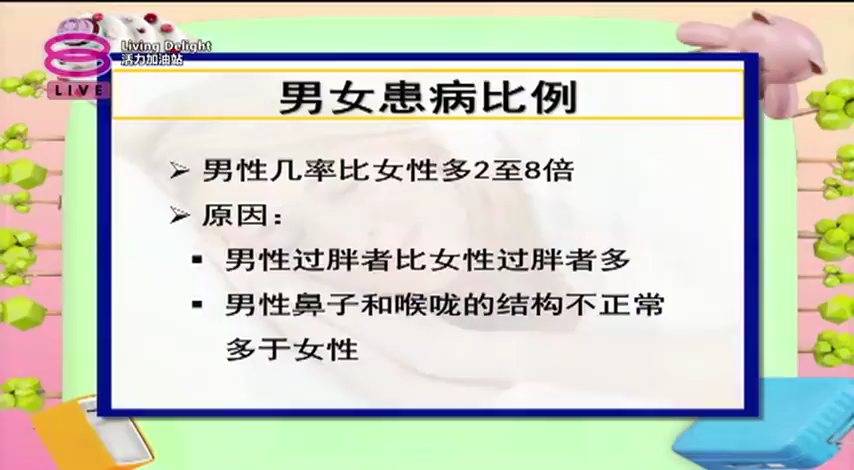 Living Delight
活力加油站
LIVE
男女患病比例
➢ 男性几率比女性多2至8倍
➢ 原因：
▪ 男性过胖者比女性过胖者多
▪ 男性鼻子和喉咙的结构不正常
多于女性